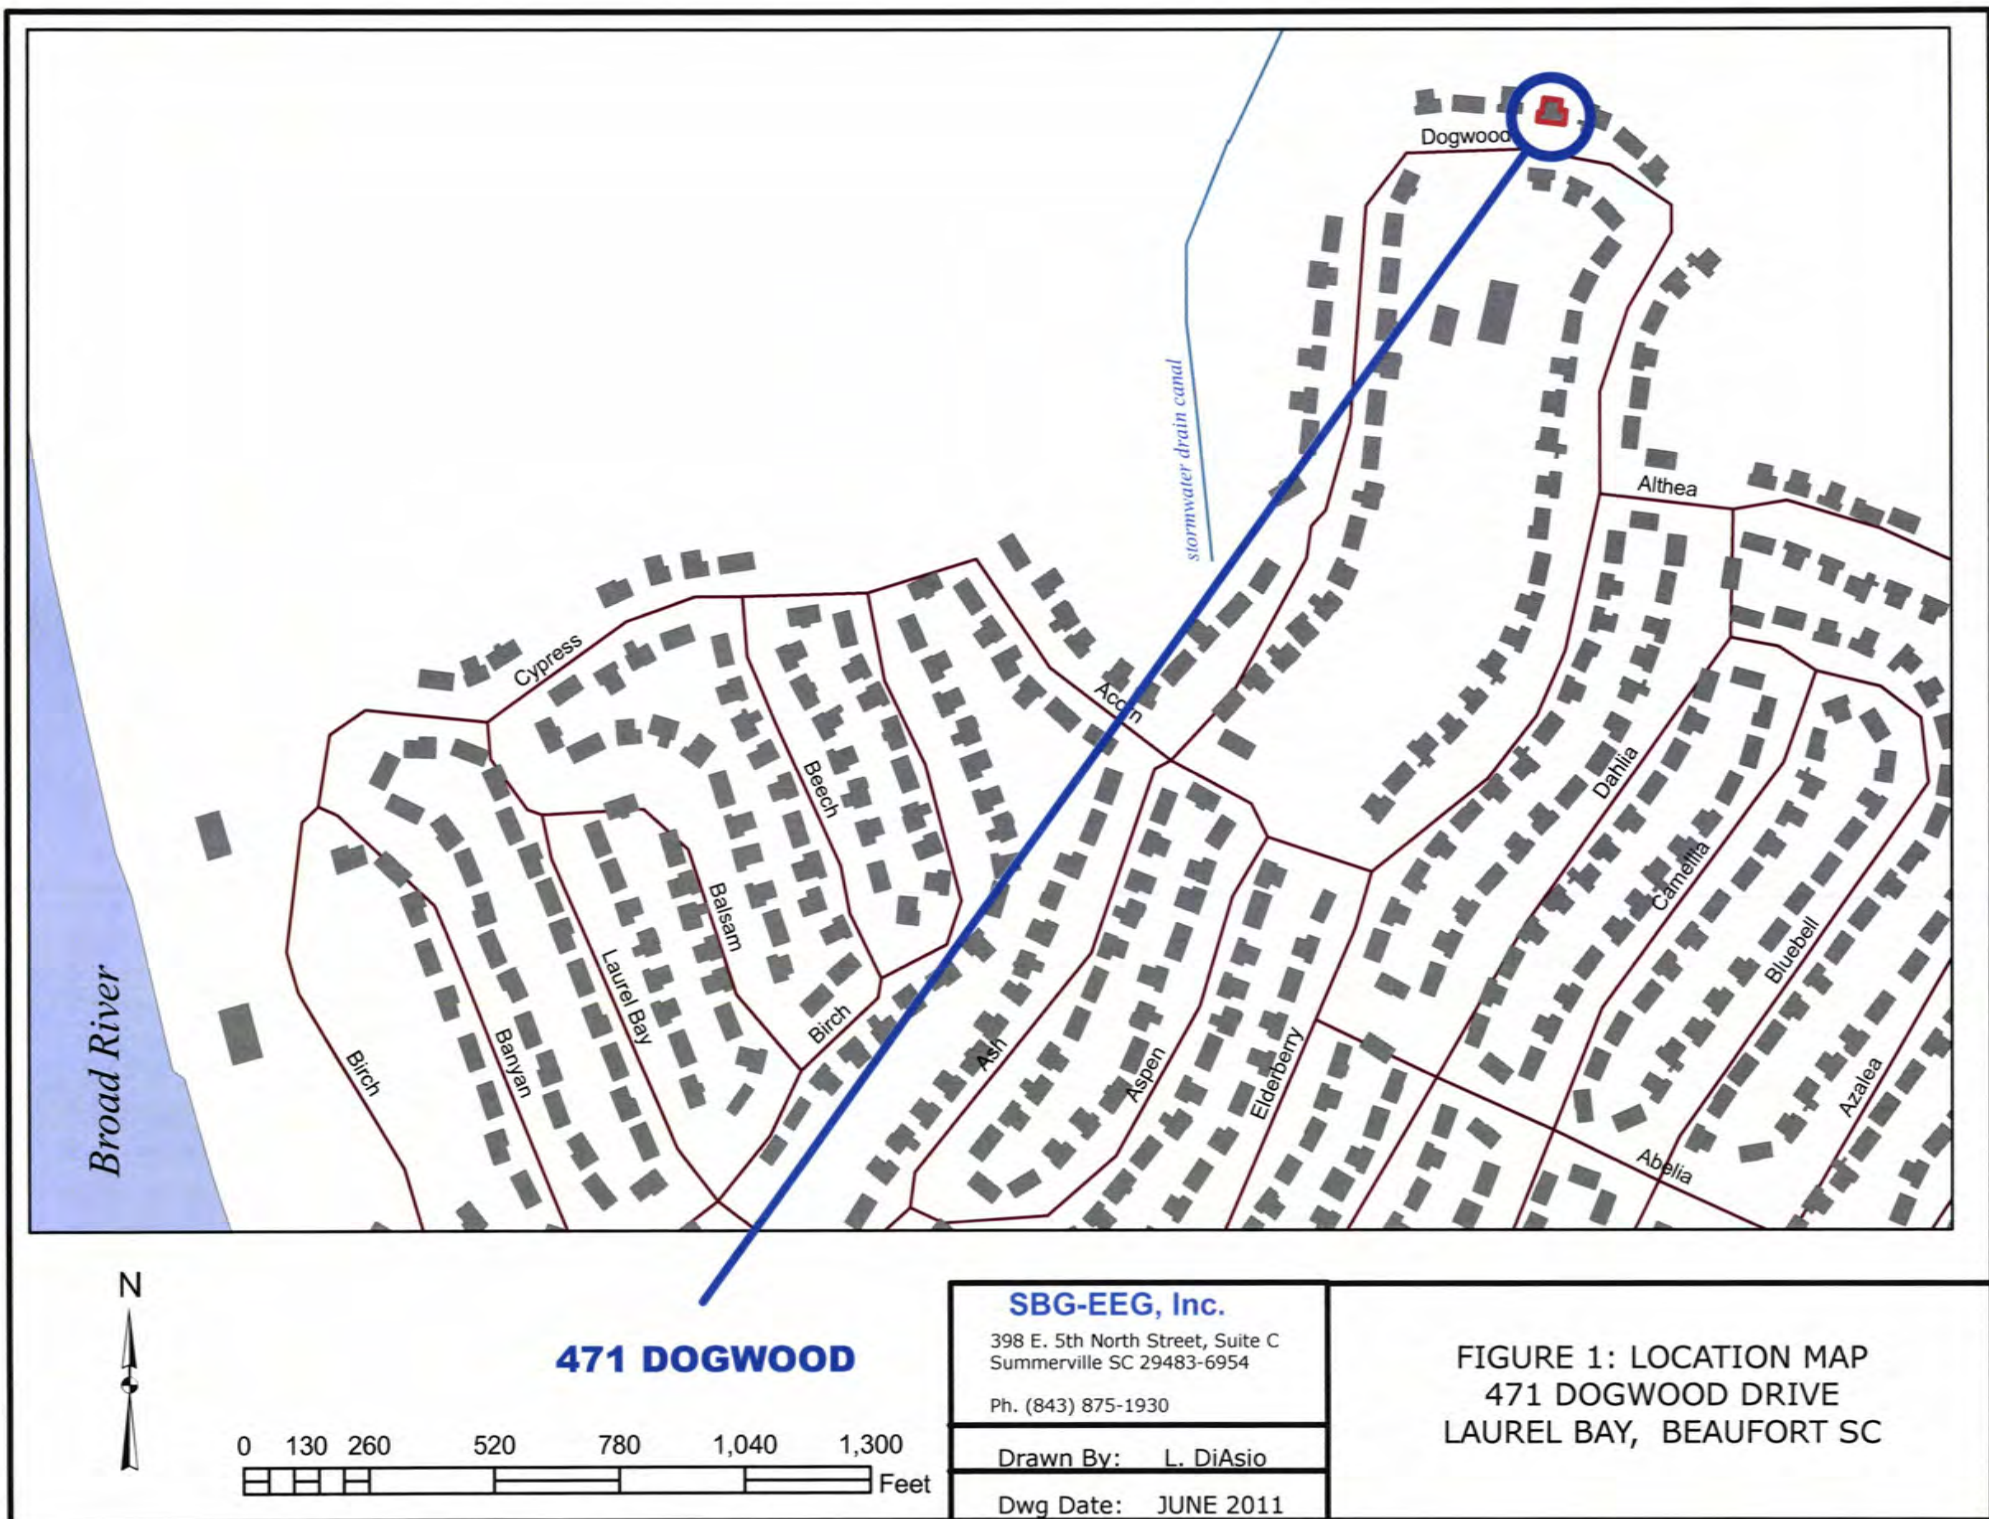 Dogwood
stormwater drain canal
Althea
Cypress
Acorn
Beech
Dahlia
Camellia
Balsam
Bluebell
Laurel Bay
Birch
Broad River
Birch
Banyan
Ash
Aspen
Elderberry
Azalea
Abelia
N
471 DOGWOOD
0 130 260 520 780 1,040 1,300
Feet
SBG-EEG, Inc.
398 E. 5th North Street, Suite C
Summerville SC 29483-6954
Ph. (843) 875-1930
Drawn By: L. DiAsio
Dwg Date: JUNE 2011
FIGURE 1: LOCATION MAP
471 DOGWOOD DRIVE
LAUREL BAY, BEAUFORT SC